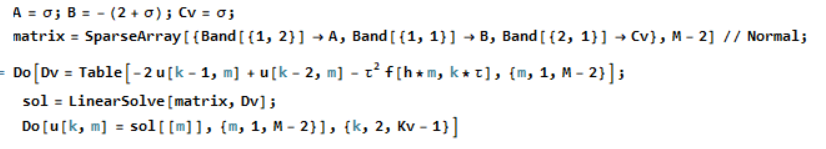 A = σ; B = - (2 + σ); Cv = σ;
matrix = SparseArray[{Band[{1, 2}] → A, Band[{1, 1}] → B, Band[{2, 1}] → Cv}, M - 2] // Normal;
= Do[Dv = Table[-2 u[k - 1, m] + u[k - 2, m] - τ² f[h * m, k * τ], {m, 1, M - 2}];
sol = LinearSolve[matrix, Dv];
Do[u[k, m] = sol[[m]], {m, 1, M - 2}], {k, 2, Kv - 1}]